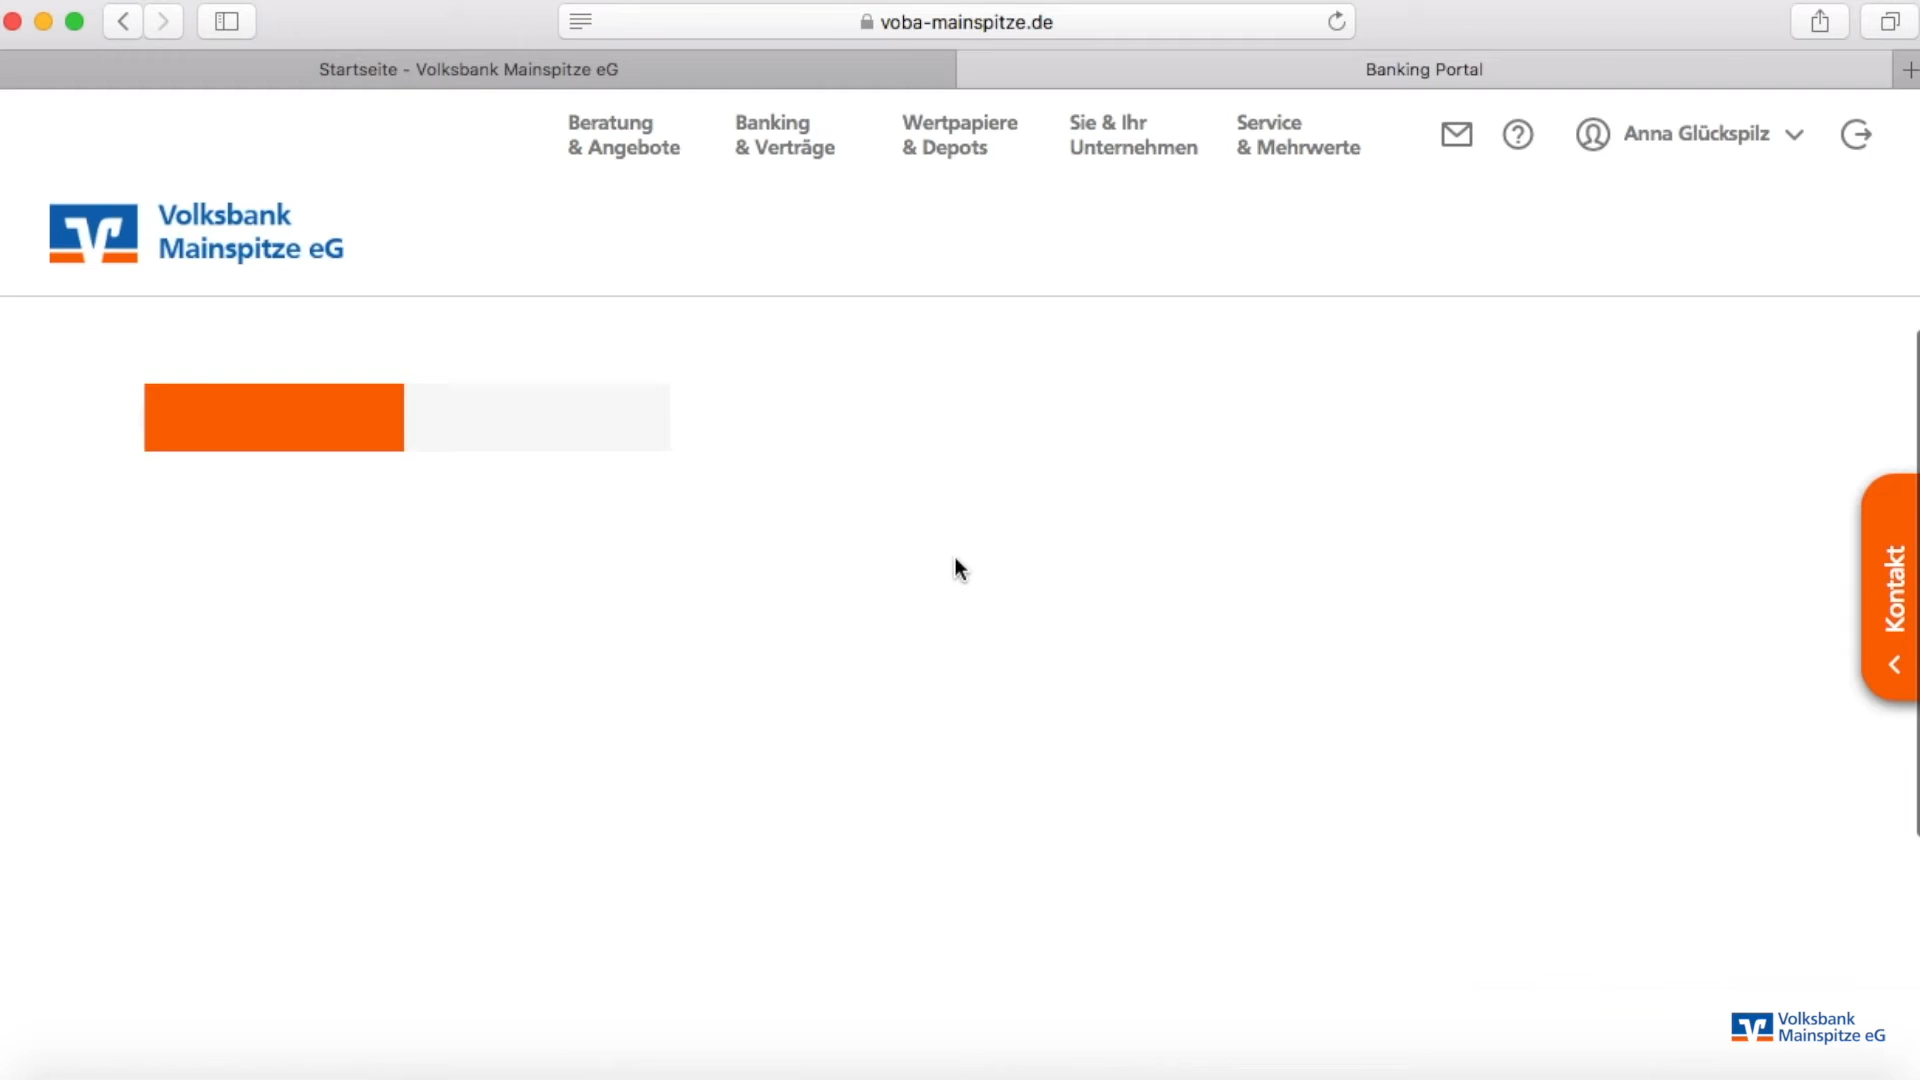 voba-mainspitze.de
Startseite - Volksbank Mainspitze eG
Banking Portal
Beratung
& Angebote
Banking
& Verträge
Wertpapiere
& Depots
Sie & Ihr
Unternehmen
Service
& Mehrwerte
Anna Glückspilz
Volksbank
Mainspitze eG
Kontakt
Volksbank
Mainspitze eG